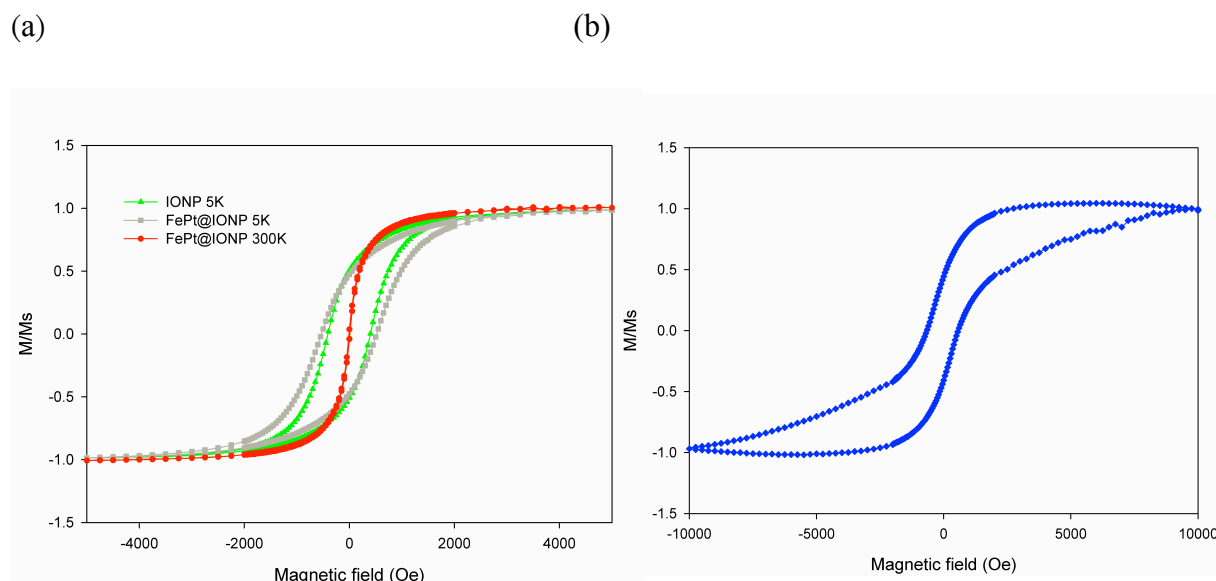 (a)
(b)
1.5
1.0
0.5
0.0
-0.5
-1.0
-1.5
M/Ms
IONP 5K
FePt@IONP 5K
FePt@IONP 300K
-4000 -2000 0 2000 4000
Magnetic field (Oe)
1.5
1.0
0.5
0.0
-0.5
-1.0
-1.5
M/Ms
-10000 -5000 0 5000 10000
Magnetic field (Oe)